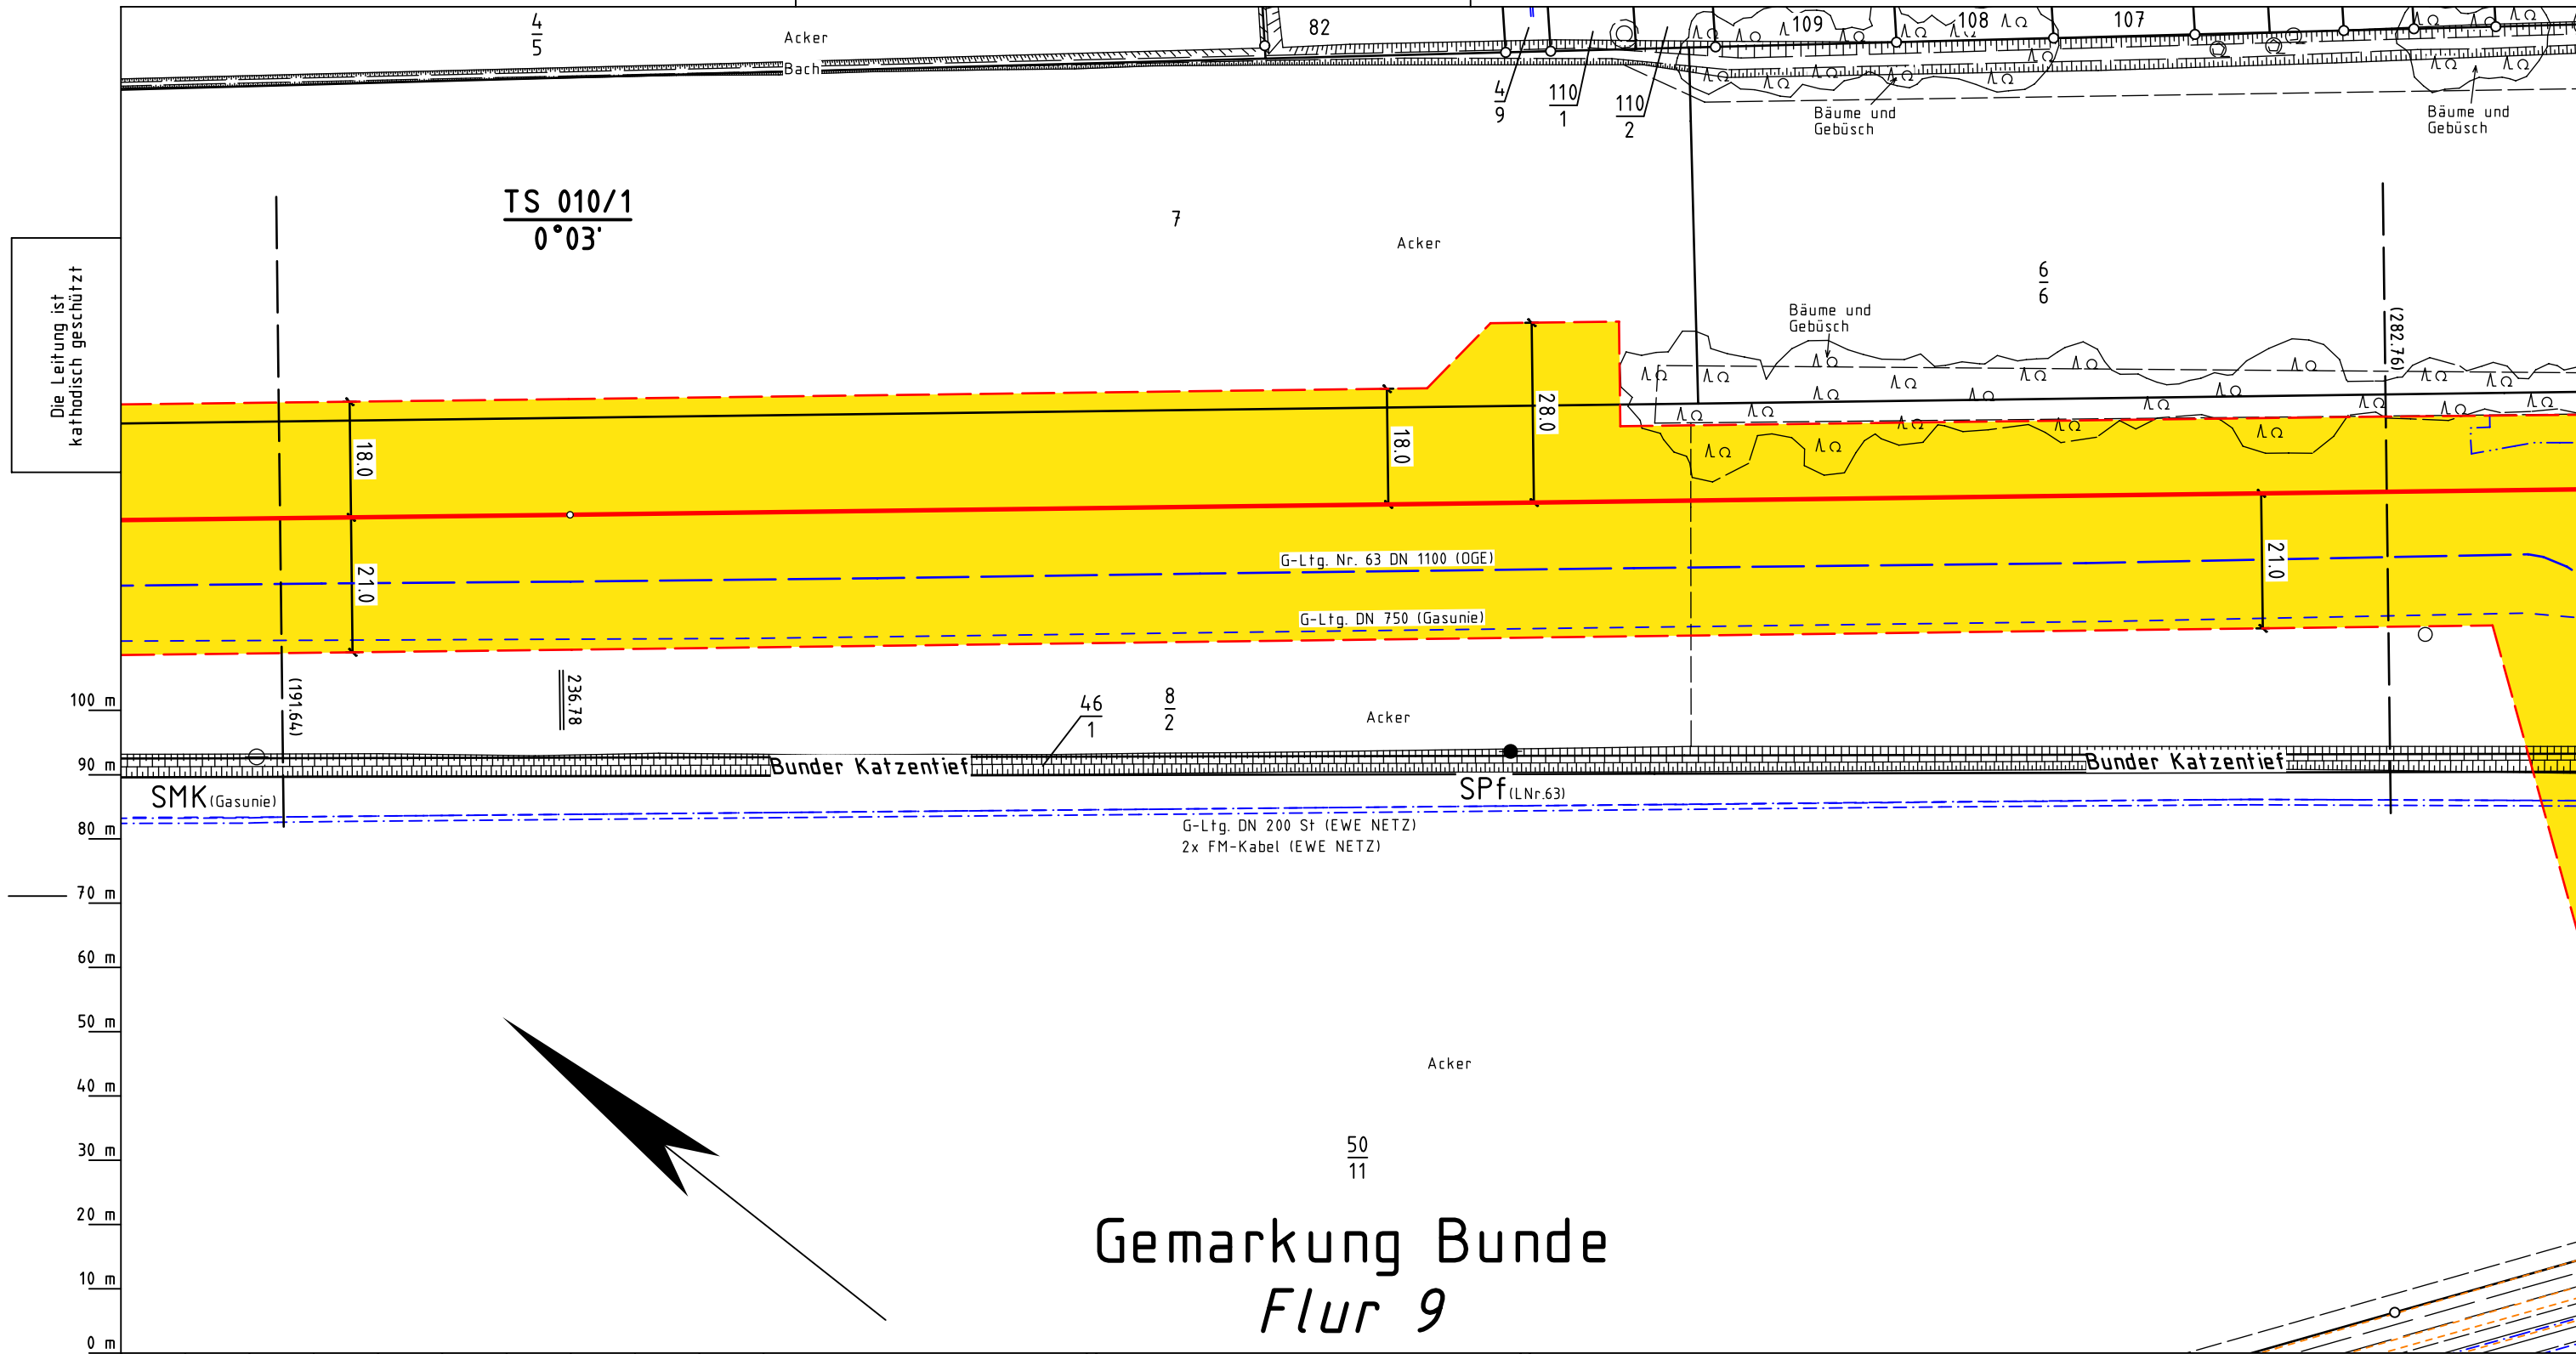 4
5
Acker
Bach
82
4
9
110
1
110
2
109
108
107
Bäume und
Gebüsch
Bäume und
Gebüsch
TS 010/1
0°03'
7
Acker
6
6
Die Leitung ist
kathodisch geschützt
Bäume und
Gebüsch
(282.76)
18.0
18.0
28.0
21.0
21.0
G-Ltg. Nr. 63 DN 1100 (OGE)
G-Ltg. DN 750 (Gasunie)
(191.64)
236.78
46
1
8
2
Acker
Bunder Katzentief
Bunder Katzentief
SMK (Gasunie)
SPf (LNr.63)
G-Ltg. DN 200 St (EWE NETZ)
2x FM-Kabel (EWE NETZ)
100 m
90 m
80 m
70 m
60 m
50 m
40 m
30 m
20 m
10 m
0 m
Acker
50
11
Gemarkung Bunde
Flur 9